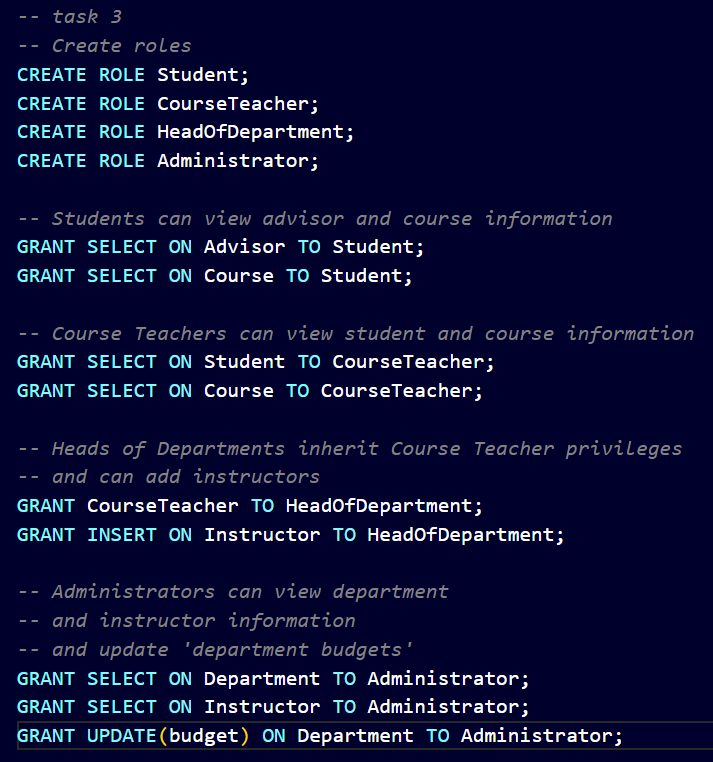 -- task 3
-- Create roles
CREATE ROLE Student;
CREATE ROLE CourseTeacher;
CREATE ROLE HeadOfDepartment;
CREATE ROLE Administrator;
-- Students can view advisor and course information
GRANT SELECT ON Advisor TO Student;
GRANT SELECT ON Course TO Student;
-- Course Teachers can view student and course information
GRANT SELECT ON Student TO CourseTeacher;
GRANT SELECT ON Course TO CourseTeacher;
-- Heads of Departments inherit Course Teacher privileges
-- and can add instructors
GRANT CourseTeacher TO HeadOfDepartment;
GRANT INSERT ON Instructor TO HeadOfDepartment;
-- Administrators can view department
-- and instructor information
-- and update 'department budgets'
GRANT SELECT ON Department TO Administrator;
GRANT SELECT ON Instructor TO Administrator;
GRANT UPDATE(budget) ON Department TO Administrator;